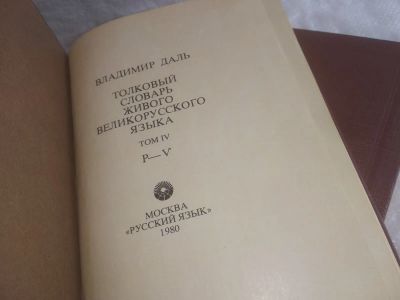 ВЛАДИМИР ДАЛЬ
ТОЛКОВЫЙ
СЛОВАРЬ
ЖИВОГО
ВЕЛИКОРУССКОГО
ЯЗЫКА
ТОМ IV
Р—Ѵ
МОСКВА
«РУССКИЙ ЯЗЫК»
1980